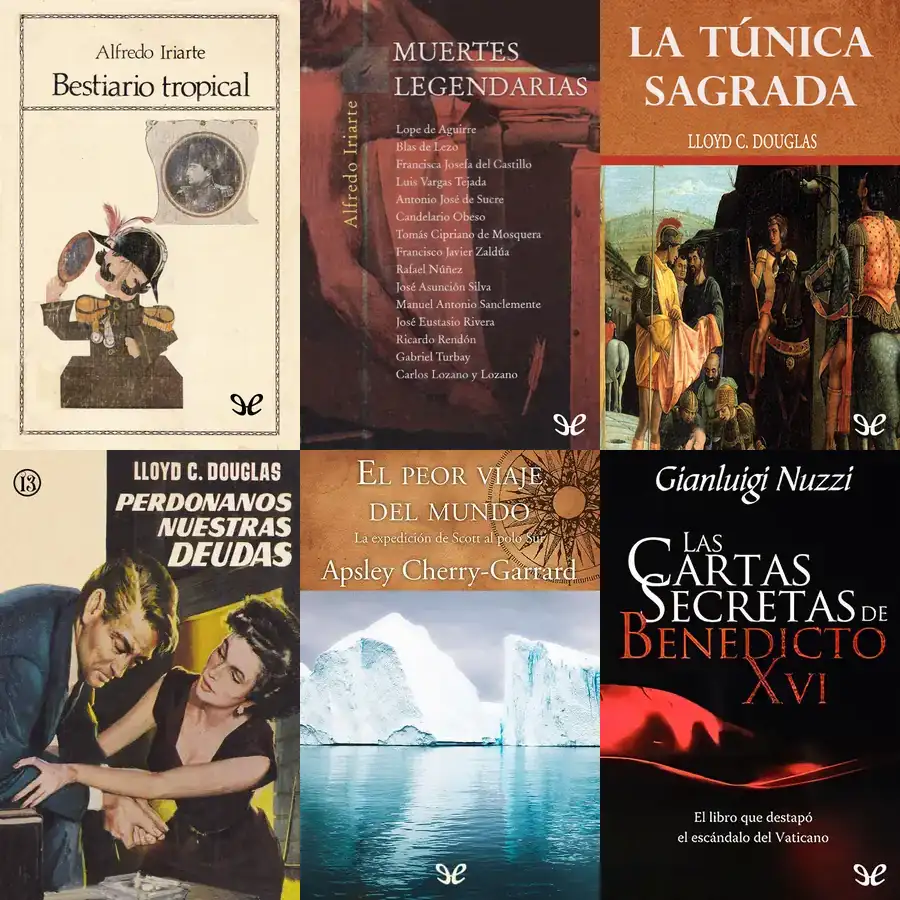 Alfredo Iriarte
Bestiario tropical
MUERTES
LEGENDARIAS
Alfredo Iriarte
Lope de Aguirre
Blas de Lezo
Francisca Josefa del Castillo
Luis Vargas Tejada
Antonio José de Sucre
Candelario Obeso
Tomás Cipriano de Mosquera
Francisco Javier Zaldúa
Rafael Núñez
José Asunción Silva
Manuel Antonio Sanclemente
José Eustasio Rivera
Ricardo Rendón
Gabriel Turbay
Carlos Lozano y Lozano
LA TÚNICA
SAGRADA
LLOYD C. DOUGLAS
13
LLOYD C. DOUGLAS
PERDONANOS
NUESTRAS
DEUDAS
EL PEOR VIAJE
DEL MUNDO
La expedición de Scott al polo Sur
Apsley Cherry-Garrard
Gianluigi Nuzzi
LAS
CARTAS
SECRETAS DE
BENEDICTO
XVI
El libro que destapó
el escándalo del Vaticano